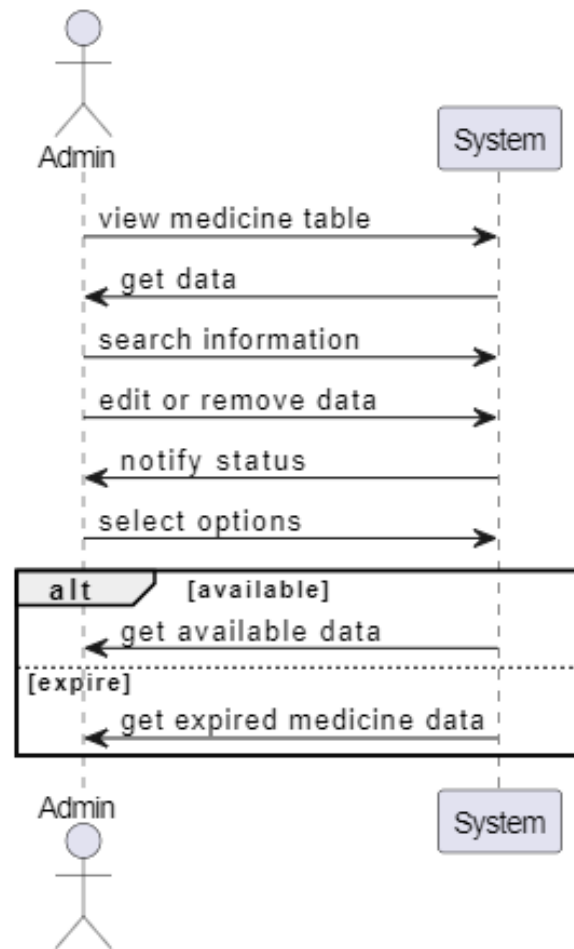 Admin
System
view medicine table
get data
search information
edit or remove data
notify status
select options
alt [available]
get available data
[expire]
get expired medicine data
Admin
System